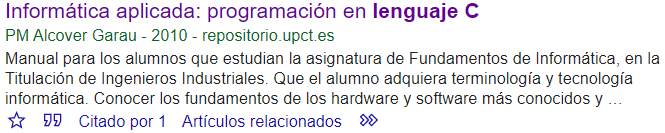 Informática aplicada: programación en lenguaje C
PM Alcover Garau - 2010 - repositorio.upct.es
Manual para los alumnos que estudian la asignatura de Fundamentos de Informática, en la
Titulación de Ingenieros Industriales. Que el alumno adquiera terminología y tecnología
informática. Conocer los fundamentos de los hardware y software más conocidos y …
Citado por 1 Artículos relacionados